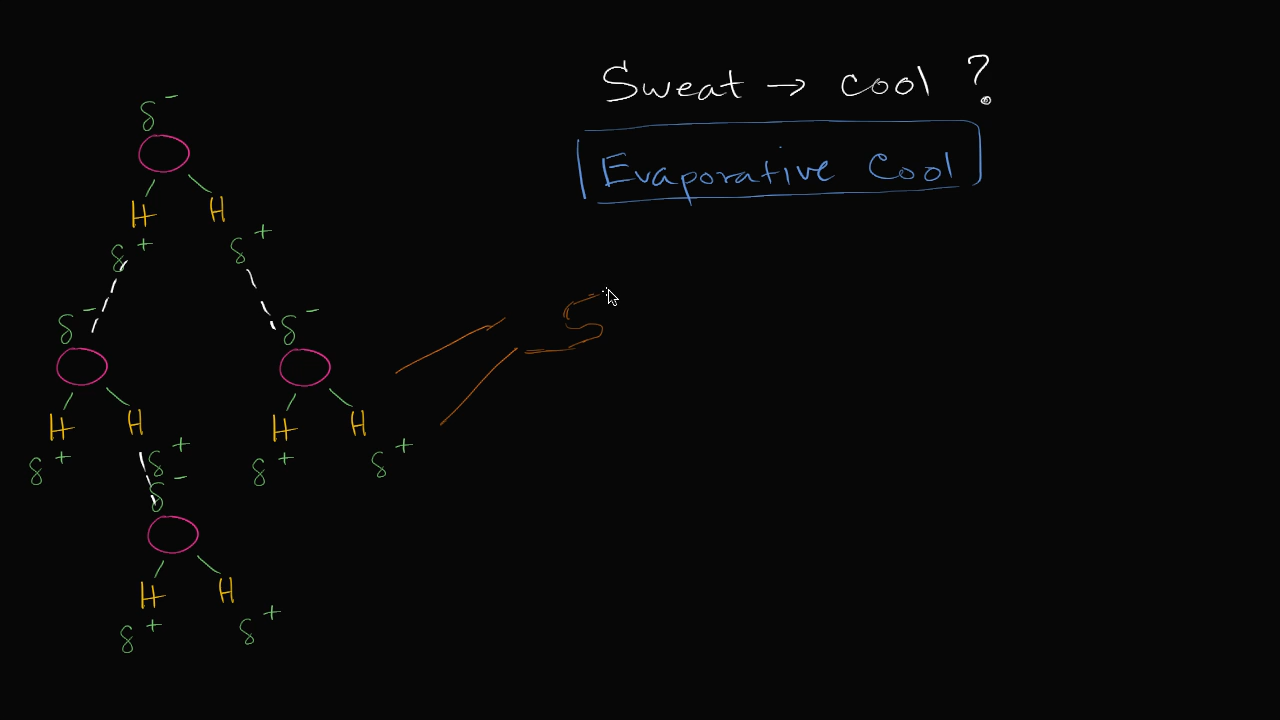 Sweat → cool ?
Evaporative Cool
δ⁻
H H
δ⁺ δ⁺
δ⁻ δ⁻
H H H H
δ⁺ δ⁺ δ⁺ δ⁺
δ⁻
H H
δ⁺ δ⁺